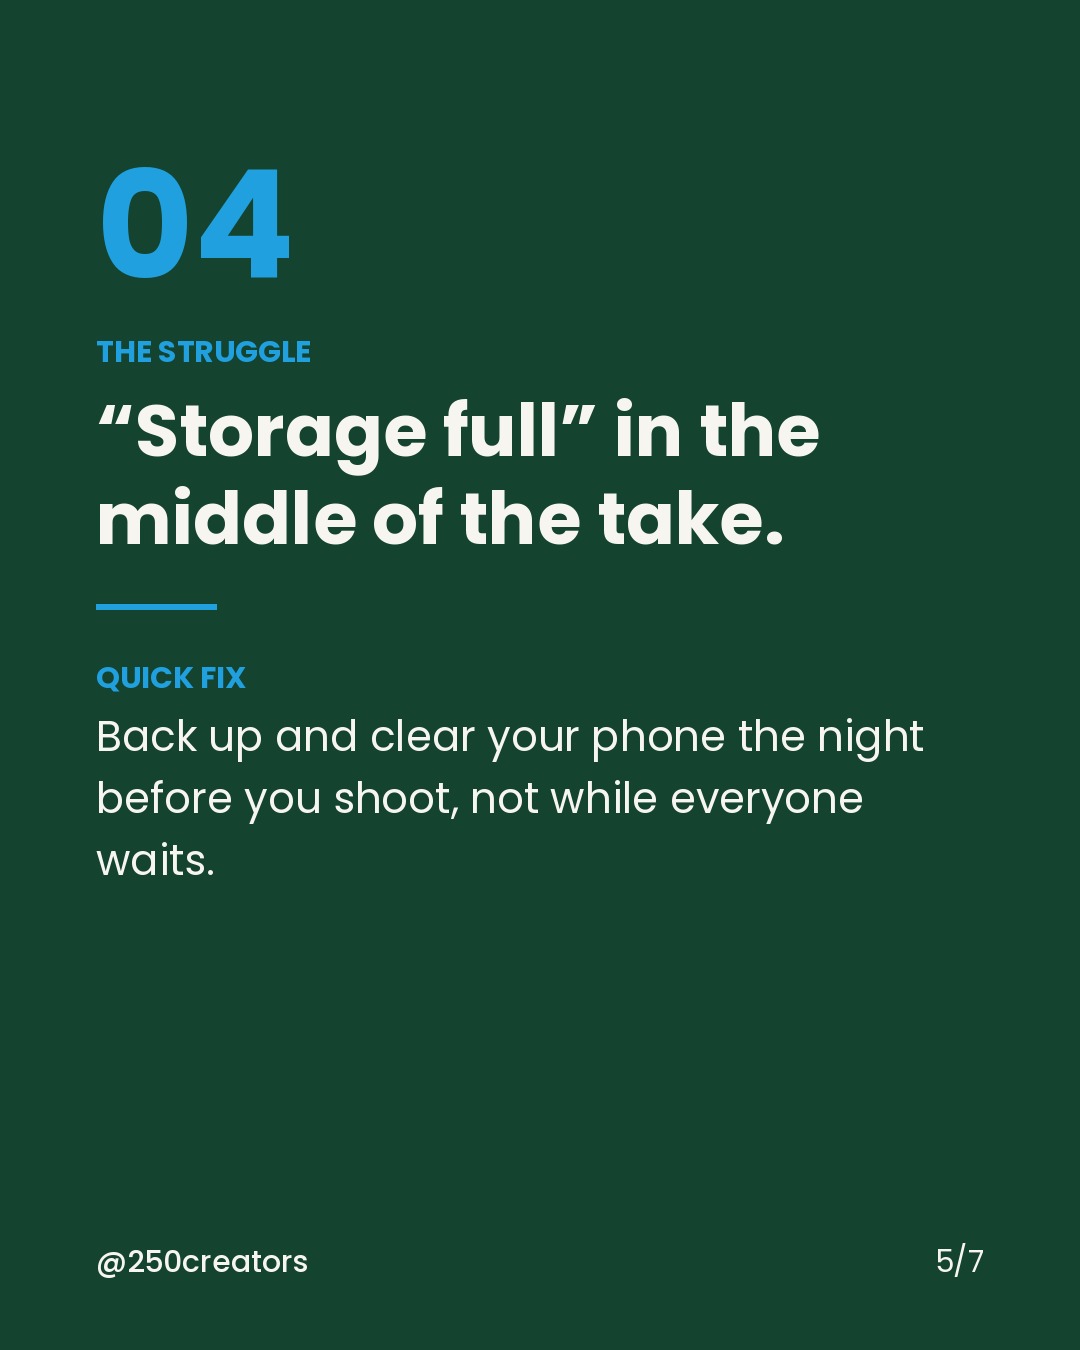 04
THE STRUGGLE
“Storage full” in the
middle of the take.
QUICK FIX
Back up and clear your phone the night
before you shoot, not while everyone
waits.
@250creators
5/7